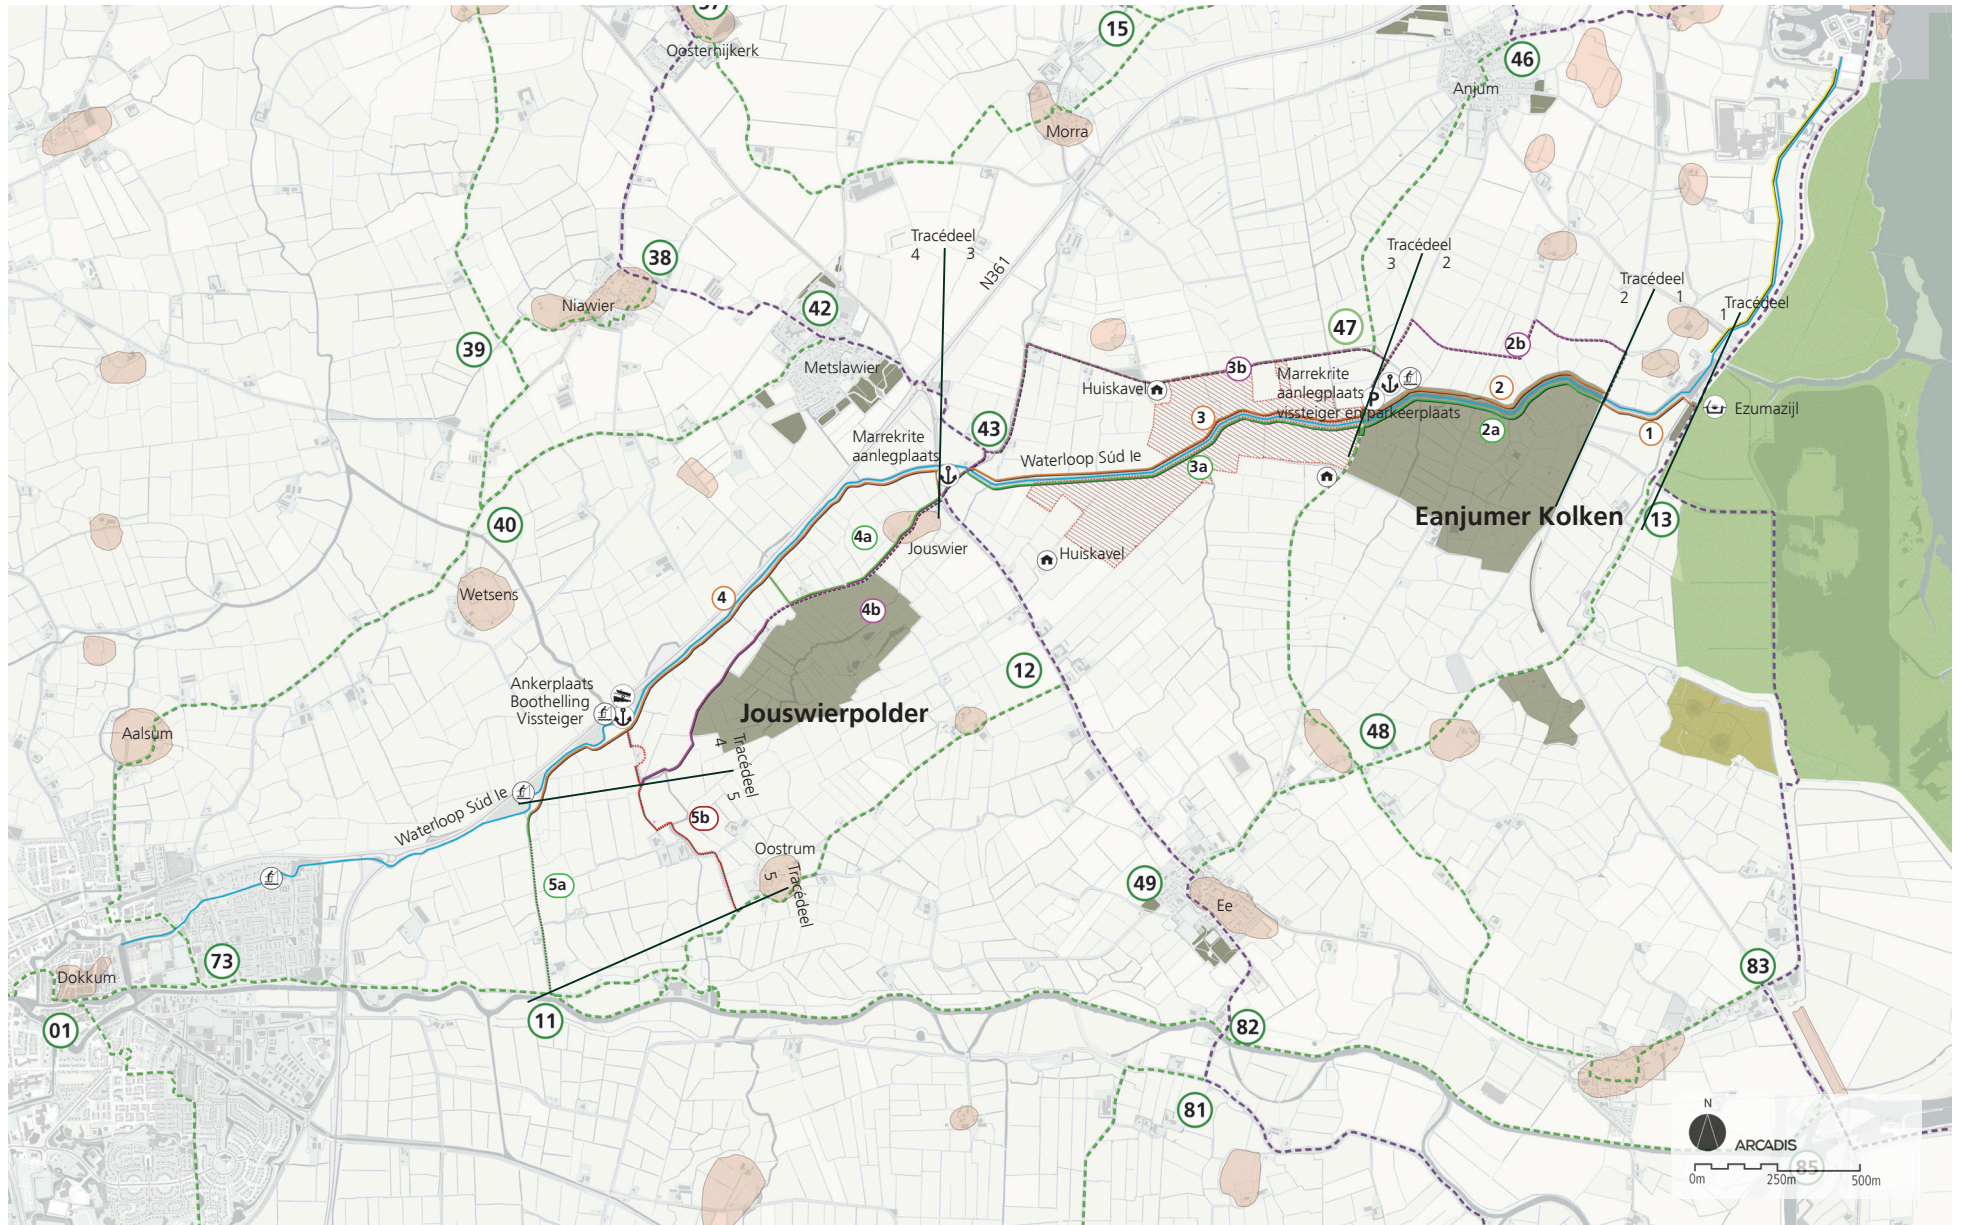 37
Oosternijkerk
15
46
Anjum
Morra
38
Niawier
42
Metslawier
39
Tracédeel
4 3
N361
Tracédeel
3 2
Tracédeel
2 1
Tracédeel
1
47
2b
3b
Huiskavel
Marrekrite
aanlegplaats
vissteiger en parkeerplaats
P
2
3
2a
1
Ezumazijl
43
Marrekrite
aanlegplaats
Waterloop Súd Ie
3a
40
4a
Jouswier
Huiskavel
Eanjumer Kolken
13
Wetsens
4
4b
12
Ankerplaats
Boothelling
Vissteiger
Jouswierpolder
Aalsum
48
Tracédeel
4 5
Waterloop Súd Ie
5b
Oostrum
Tracédeel
5
5a
49
Ee
73
Dokkum
83
01
11
82
81
N
ARCADIS
85
0m 250m 500m